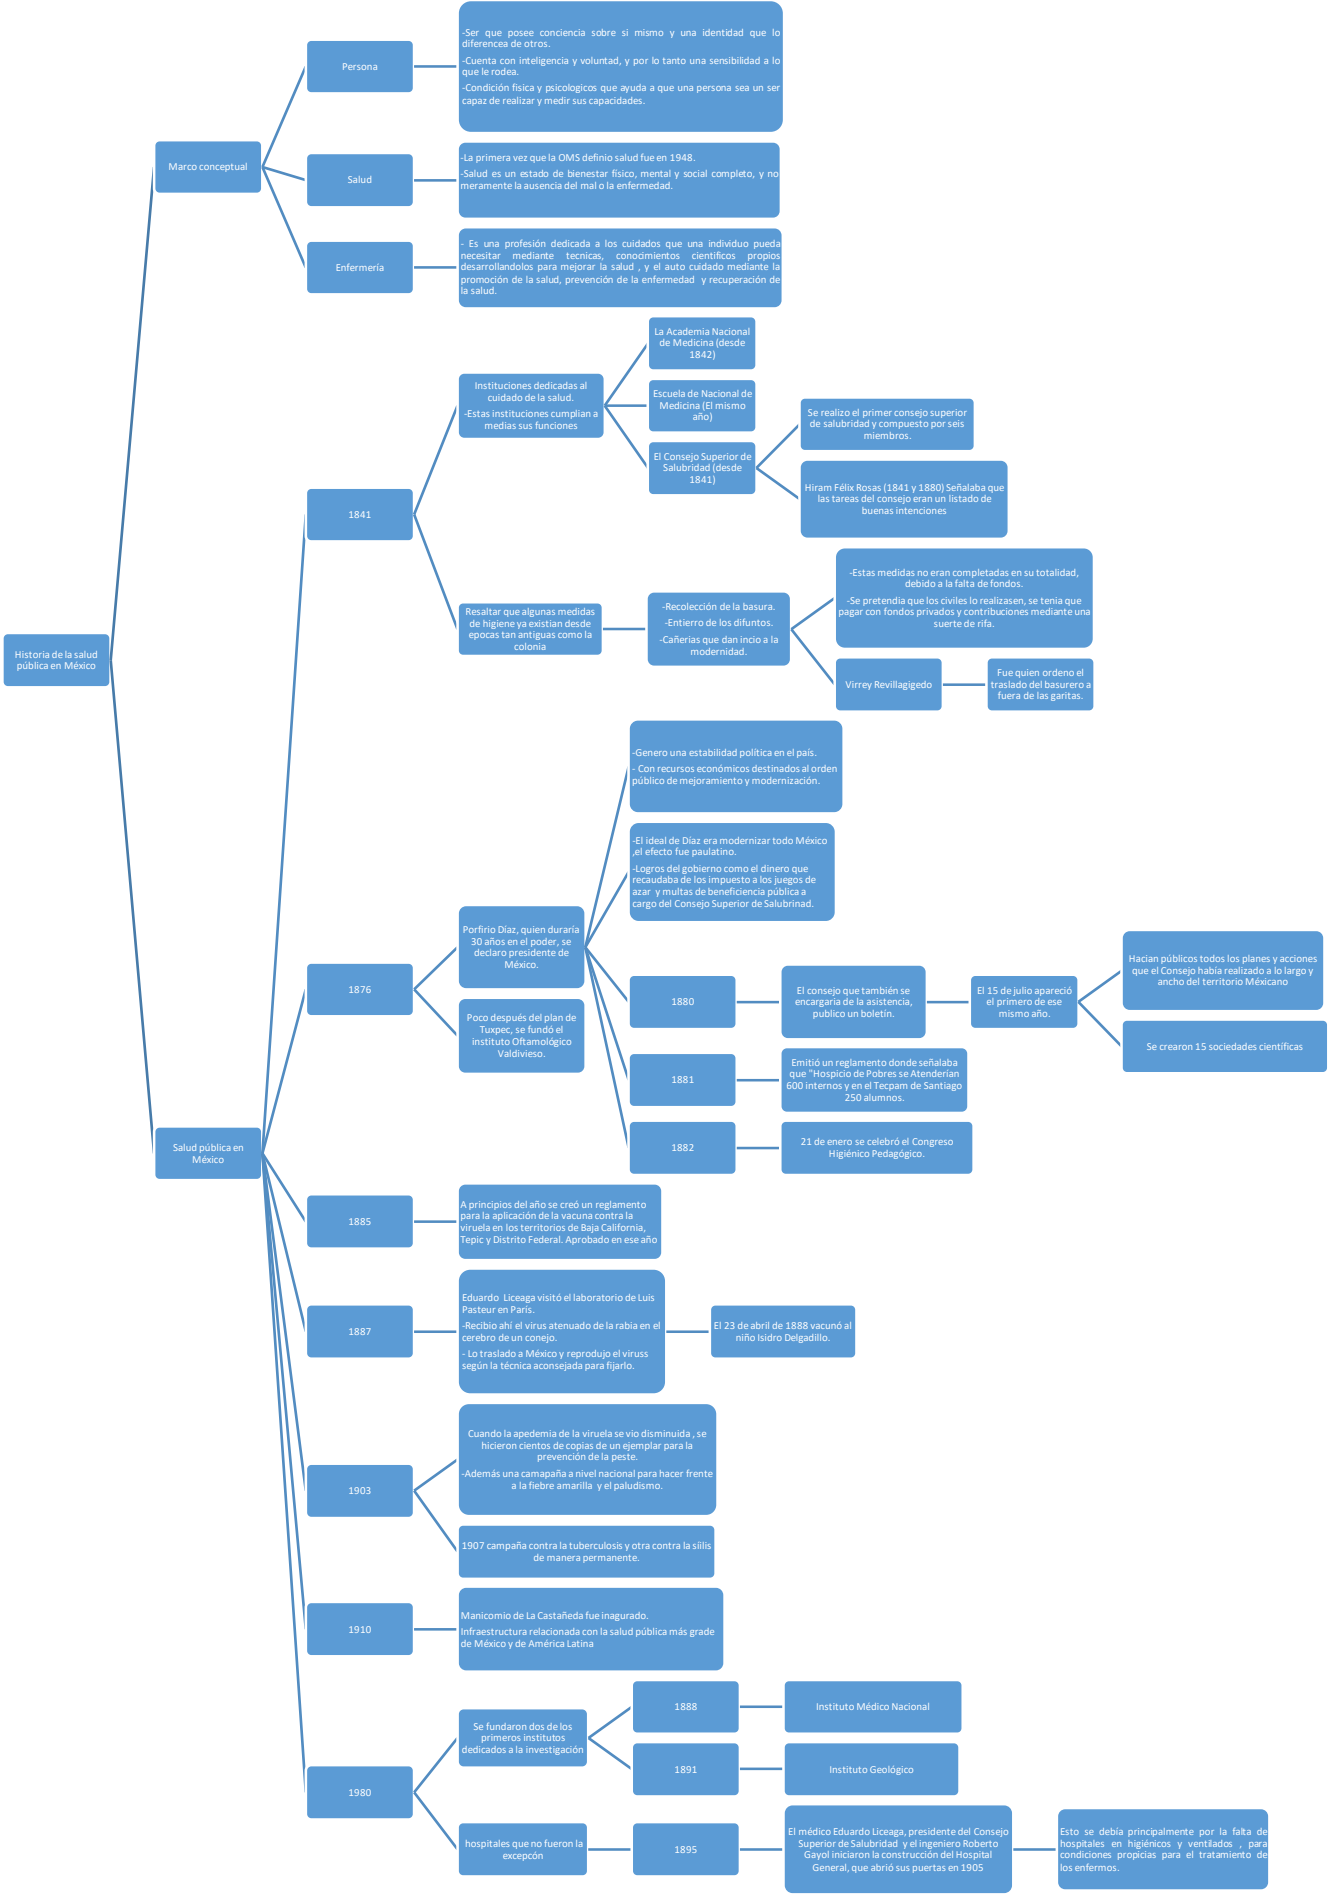 Historia de la salud
pública en México
Marco conceptual
Persona
-Ser que posee conciencia sobre si mismo y una identidad que lo
diferencea de otros.
-Cuenta con inteligencia y voluntad, y por lo tanto una sensibilidad a lo
que le rodea.
-Condición fisica y psicologicos que ayuda a que una persona sea un ser
capaz de realizar y medir sus capacidades.
Salud
-La primera vez que la OMS definio salud fue en 1948.
-Salud es un estado de bienestar físico, mental y social completo, y no
meramente la ausencia del mal o la enfermedad.
Enfermería
- Es una profesión dedicada a los cuidados que una individuo pueda
necesitar mediante tecnicas, conocimientos cientificos propios
desarrollandolos para mejorar la salud , y el auto cuidado mediante la
promoción de la salud, prevención de la enfermedad y recuperación de
la salud.
Salud pública en
México
1841
Instituciones dedicadas al
cuidado de la salud.
-Estas instituciones cumplian a
medias sus funciones
La Academia Nacional
de Medicina (desde
1842)
Escuela de Nacional de
Medicina (El mismo
año)
El Consejo Superior de
Salubridad (desde
1841)
Se realizo el primer consejo superior
de salubridad y compuesto por seis
miembros.
Hiram Félix Rosas (1841 y 1880) Señalaba que
las tareas del consejo eran un listado de
buenas intenciones
Resaltar que algunas medidas
de higiene ya existian desde
epocas tan antiguas como la
colonia
-Recolección de la basura.
-Entierro de los difuntos.
-Cañerias que dan incio a la
modernidad.
-Estas medidas no eran completadas en su totalidad,
debido a la falta de fondos.
-Se pretendia que los civiles lo realizasen, se tenia que
pagar con fondos privados y contribuciones mediante una
suerte de rifa.
Virrey Revillagigedo
Fue quien ordeno el
traslado del basurero a
fuera de las garitas.
1876
Porfirio Díaz, quien duraría
30 años en el poder, se
declaro presidente de
México.
-Genero una estabilidad política en el país.
- Con recursos económicos destinados al orden
público de mejoramiento y modernización.
-El ideal de Díaz era modernizar todo México
,el efecto fue paulatino.
-Logros del gobierno como el dinero que
recaudaba de los impuesto a los juegos de
azar y multas de beneficiencia pública a
cargo del Consejo Superior de Salubrinad.
1880
El consejo que también se
encargaria de la asistencia,
publico un boletín.
El 15 de julio apareció
el primero de ese
mismo año.
Hacian públicos todos los planes y acciones
que el Consejo había realizado a lo largo y
ancho del territorio Méxicano
Se crearon 15 sociedades científicas
1881
Emitió un reglamento donde señalaba
que "Hospicio de Pobres se Atenderían
600 internos y en el Tecpam de Santiago
250 alumnos.
1882
21 de enero se celebró el Congreso
Higiénico Pedagógico.
Poco después del plan de
Tuxpec, se fundó el
instituto Oftamológico
Valdivieso.
1885
A principios del año se creó un reglamento
para la aplicación de la vacuna contra la
viruela en los territorios de Baja California,
Tepic y Distrito Federal. Aprobado en ese año
1887
Eduardo Liceaga visitó el laboratorio de Luis
Pasteur en París.
-Recibio ahí el virus atenuado de la rabia en el
cerebro de un conejo.
- Lo traslado a México y reprodujo el viruss
según la técnica aconsejada para fijarlo.
El 23 de abril de 1888 vacunó al
niño Isidro Delgadillo.
1903
Cuando la apedemia de la viruela se vio disminuida , se
hicieron cientos de copias de un ejemplar para la
prevención de la peste.
-Además una camapaña a nivel nacional para hacer frente
a la fiebre amarilla y el paludismo.
1907 campaña contra la tuberculosis y otra contra la síilis
de manera permanente.
1910
Manicomio de La Castañeda fue inagurado.
Infraestructura relacionada con la salud pública más grade
de México y de América Latina
1980
Se fundaron dos de los
primeros institutos
dedicados a la investigación
1888
Instituto Médico Nacional
1891
Instituto Geológico
hospitales que no fueron la
excepcón
1895
El médico Eduardo Liceaga, presidente del Consejo
Superior de Salubridad y el ingeniero Roberto
Gayol iniciaron la construcción del Hospital
General, que abrió sus puertas en 1905
Esto se debía principalmente por la falta de
hospitales en higiénicos y ventilados , para
condiciones propicias para el tratamiento de
los enfermos.